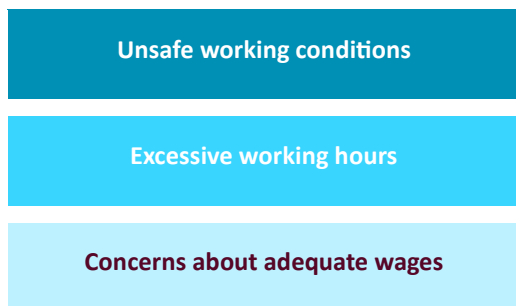 Unsafe working conditions
Excessive working hours
Concerns about adequate wages